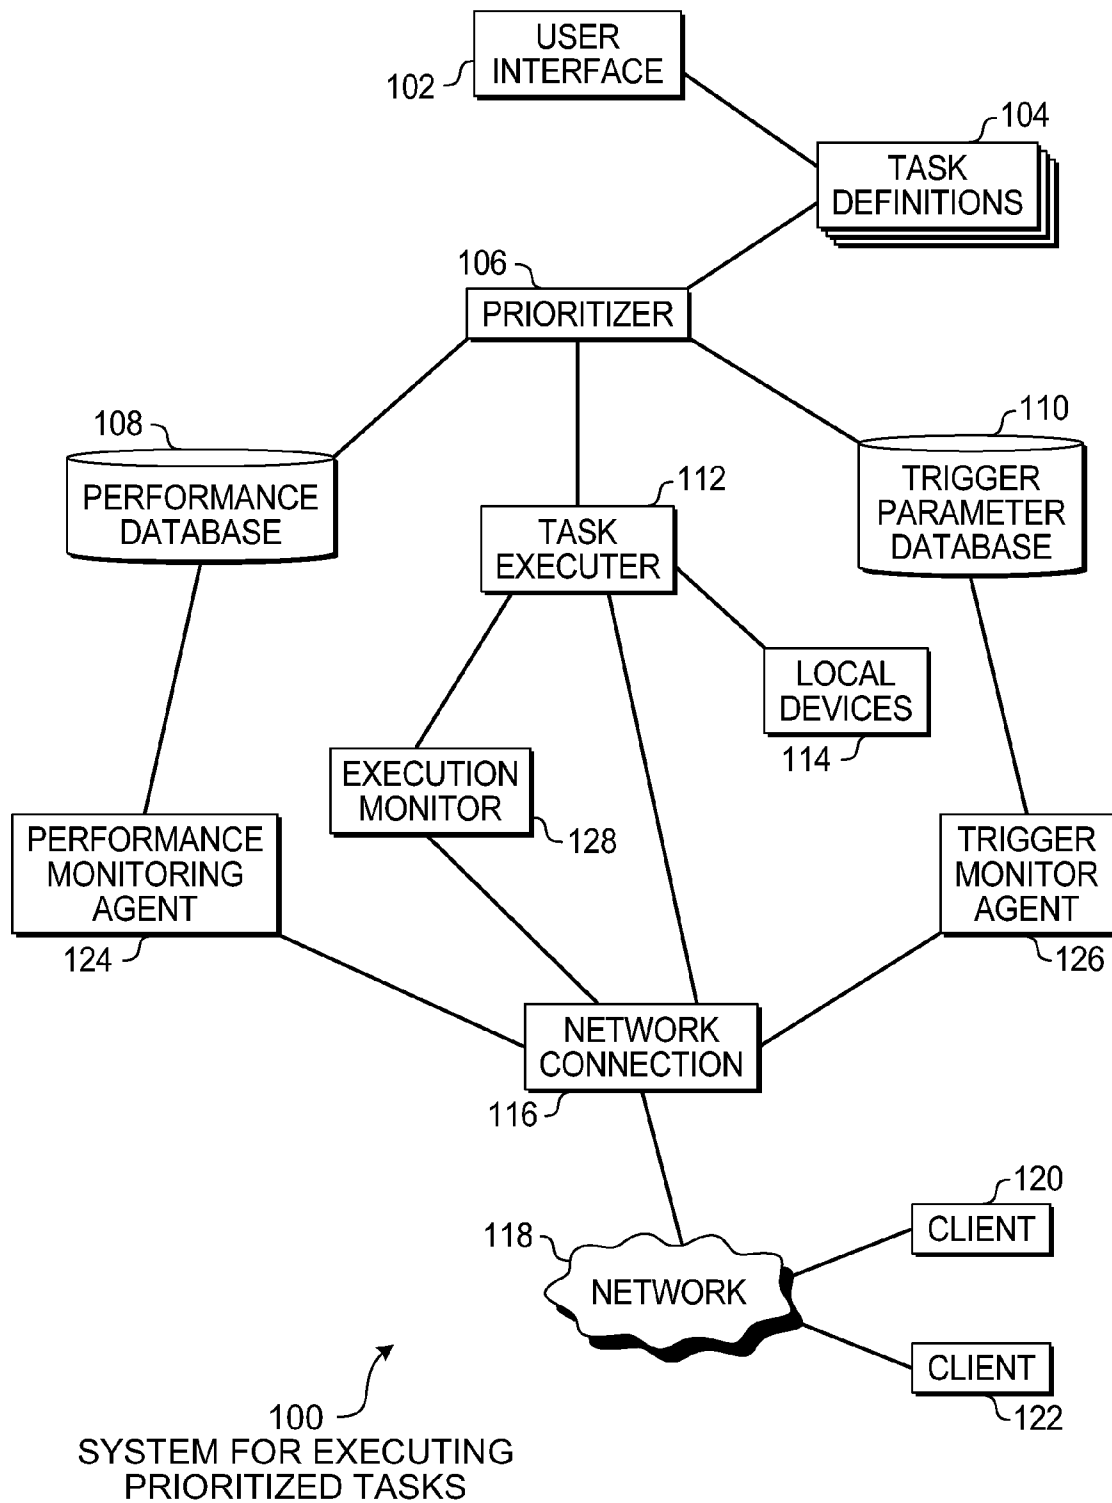 USER
INTERFACE
102
104
TASK
DEFINITIONS
106
PRIORITIZER
108
PERFORMANCE
DATABASE
110
TRIGGER
PARAMETER
DATABASE
112
TASK
EXECUTER
LOCAL
DEVICES
114
EXECUTION
MONITOR
128
PERFORMANCE
MONITORING
AGENT
124
TRIGGER
MONITOR
AGENT
126
NETWORK
CONNECTION
116
118
NETWORK
120
CLIENT
CLIENT
122
100
SYSTEM FOR EXECUTING
PRIORITIZED TASKS